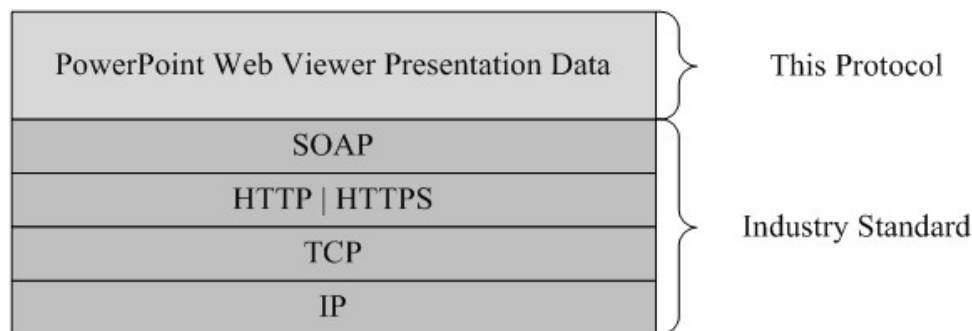 PowerPoint Web Viewer Presentation Data
This Protocol
SOAP
HTTP | HTTPS
TCP
IP
Industry Standard